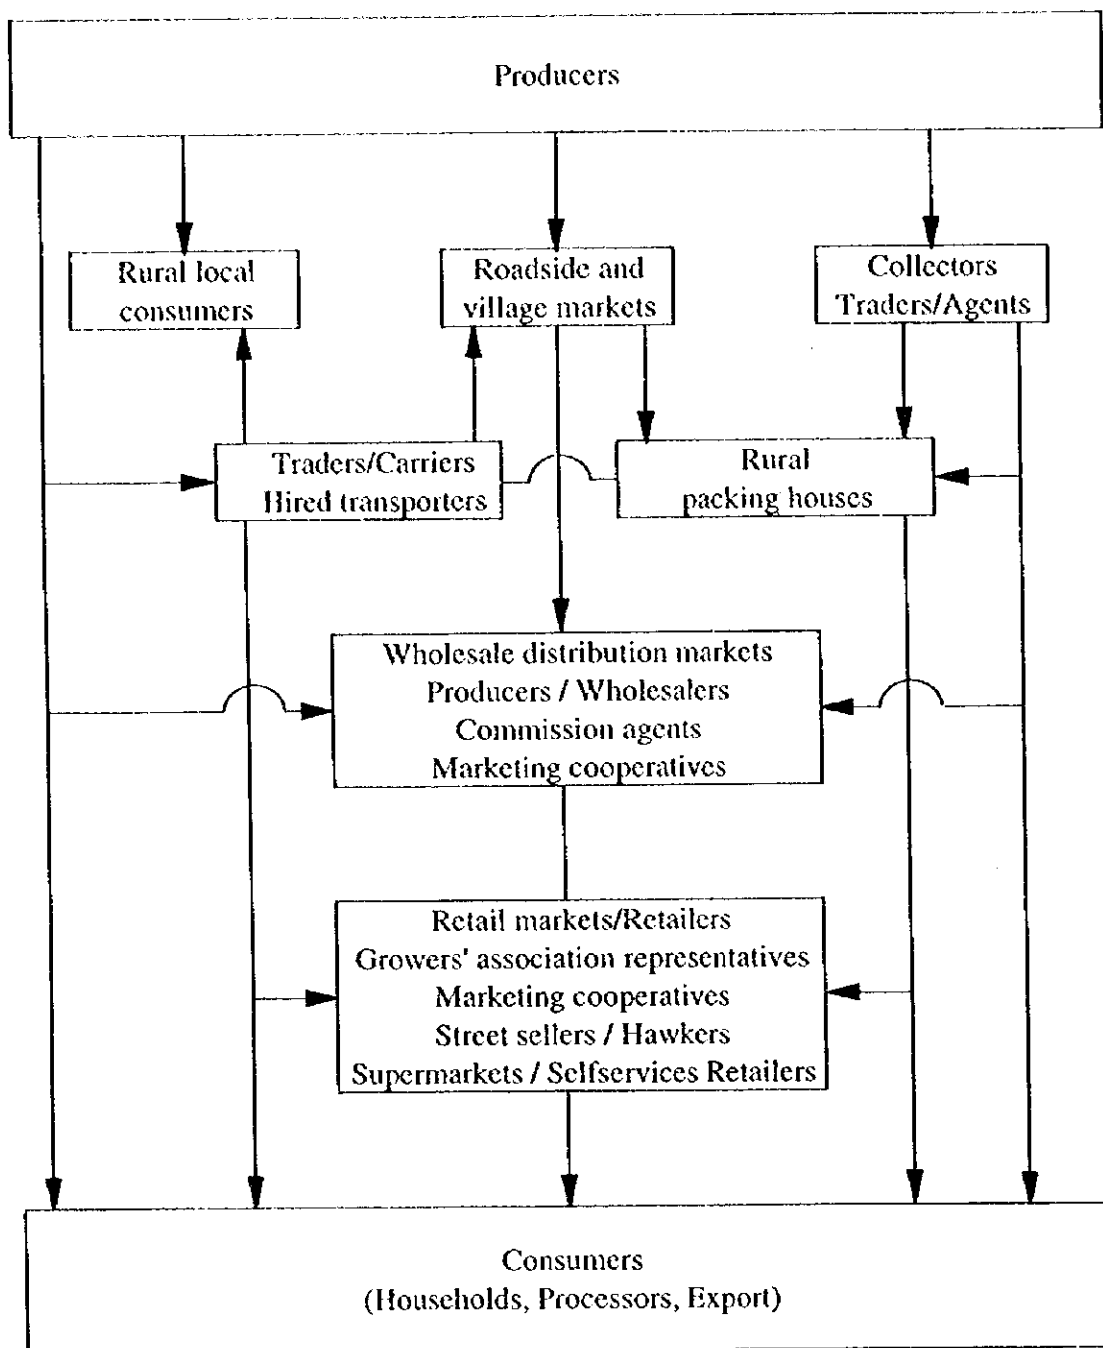 Producers
Rural local
consumers
Roadside and
village markets
Collectors
Traders/Agents
Traders/Carriers
Hired transporters
Rural
packing houses
Wholesale distribution markets
Producers / Wholesalers
Commission agents
Marketing cooperatives
Retail markets/Retailers
Growers' association representatives
Marketing cooperatives
Street sellers / Hawkers
Supermarkets / Selfservices Retailers
Consumers
(Households, Processors, Export)